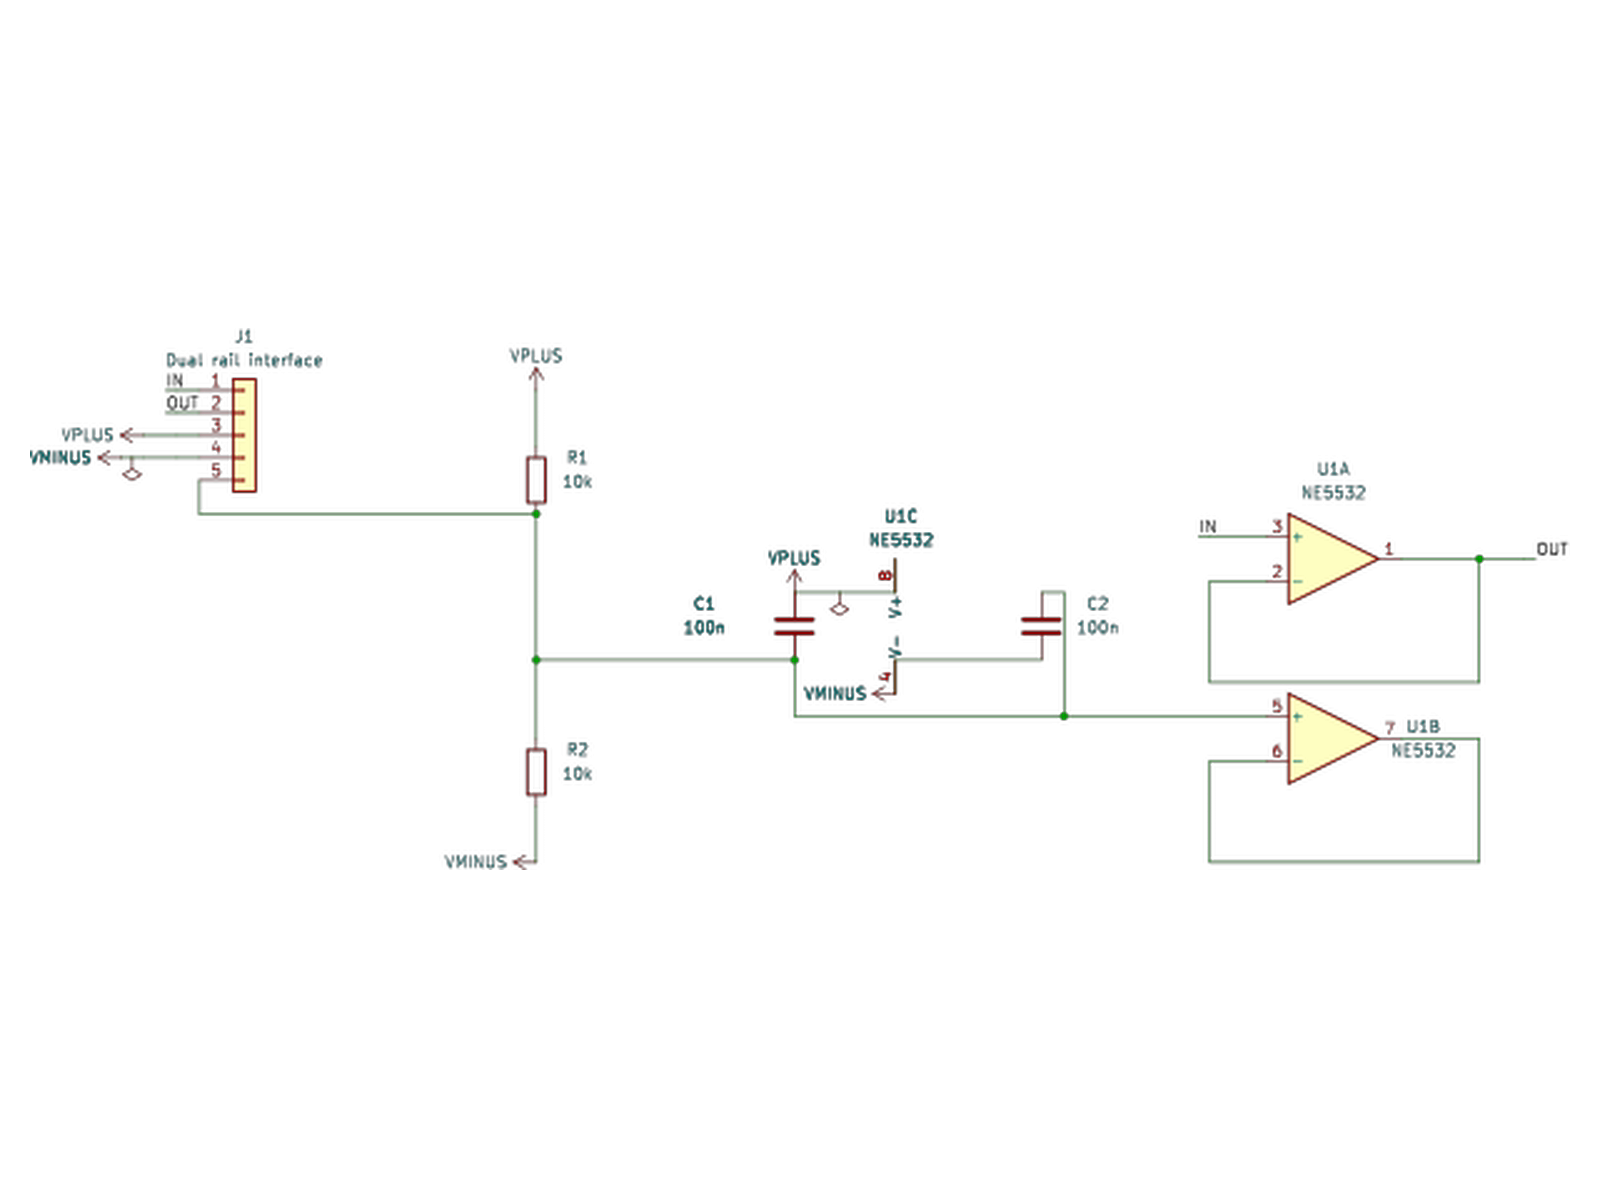 J1
Dual rail interface
IN 1
OUT 2
VPLUS 3
VMINUS 4
5
VPLUS
R1
10k
R2
10k
VMINUS
C1
100n
VPLUS
U1C
NE5532
8
V+
V-
4
VMINUS
C2
100n
U1A
NE5532
IN 3 +
2 -
1 OUT
5 +
6 -
7 U1B
NE5532